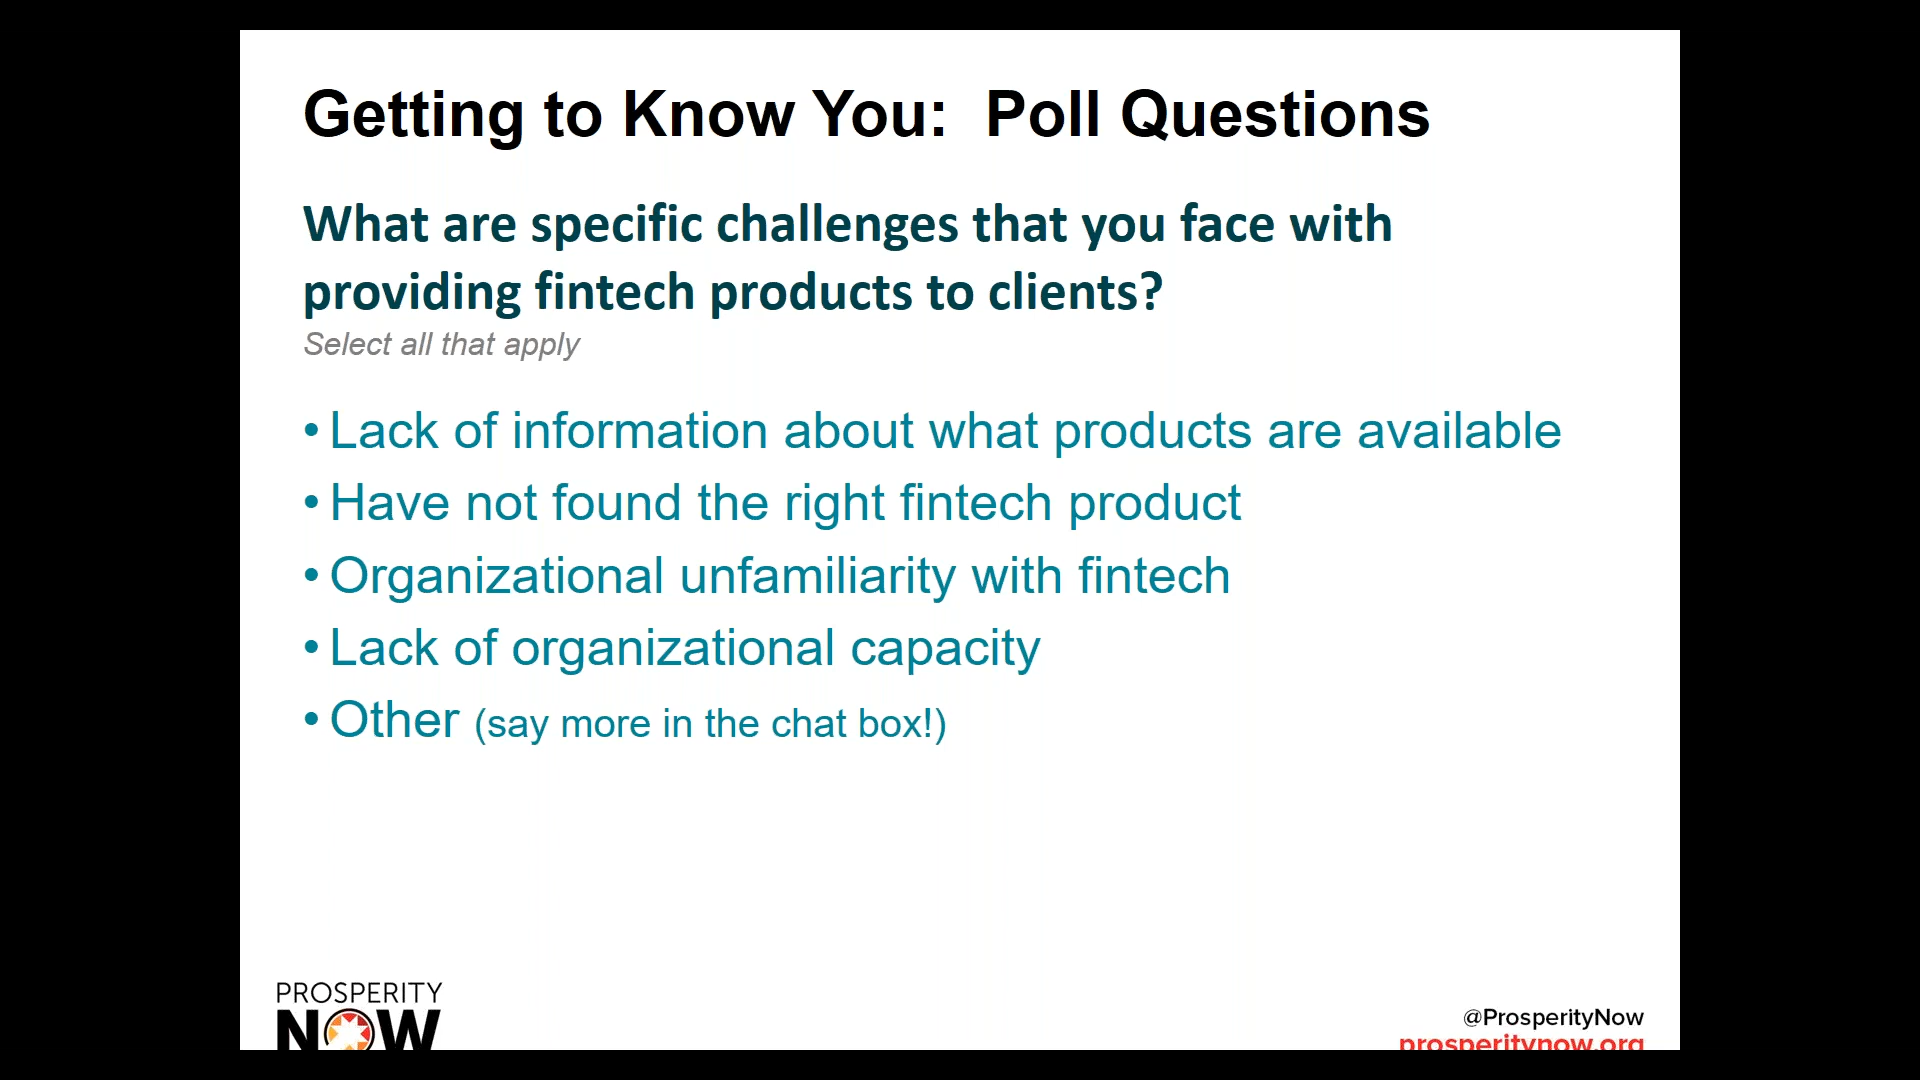 Getting to Know You:  Poll Questions
What are specific challenges that you face with
providing fintech products to clients?
Select all that apply
• Lack of information about what products are available
• Have not found the right fintech product
• Organizational unfamiliarity with fintech
• Lack of organizational capacity
• Other (say more in the chat box!)
PROSPERITY
NOW
@ProsperityNow
prosperitynow.org